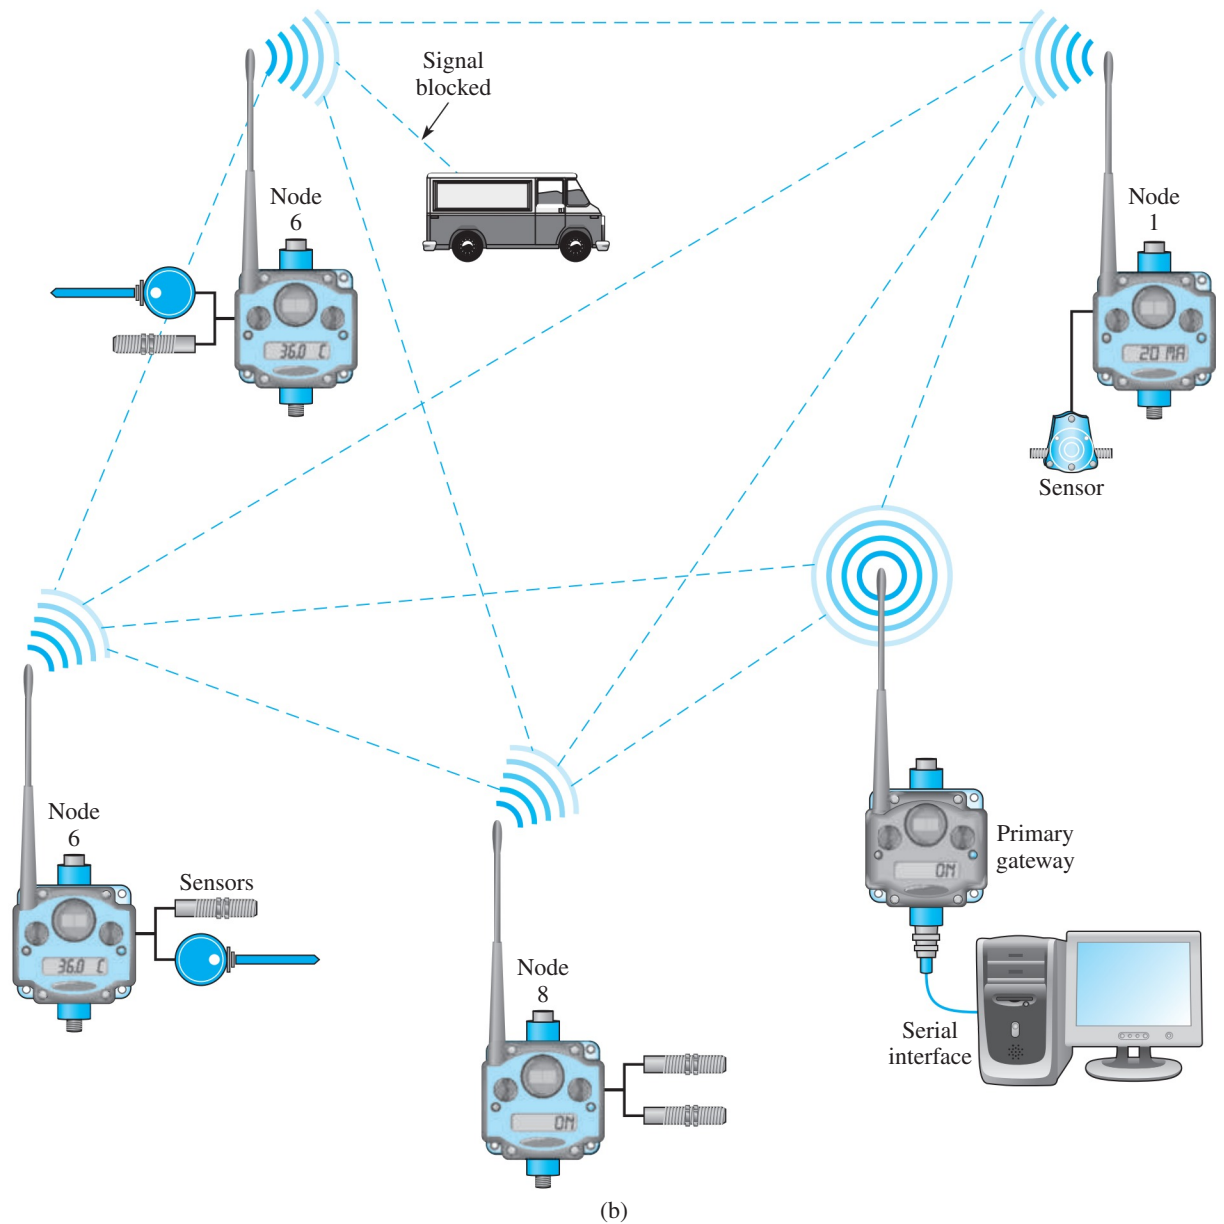 Signal
blocked
Node
6
Node
1
36.0 C
20 MA
Sensor
Node
6
Sensors
36.0 C
Primary
gateway
ON
Node
8
ON
Serial
interface
(b)